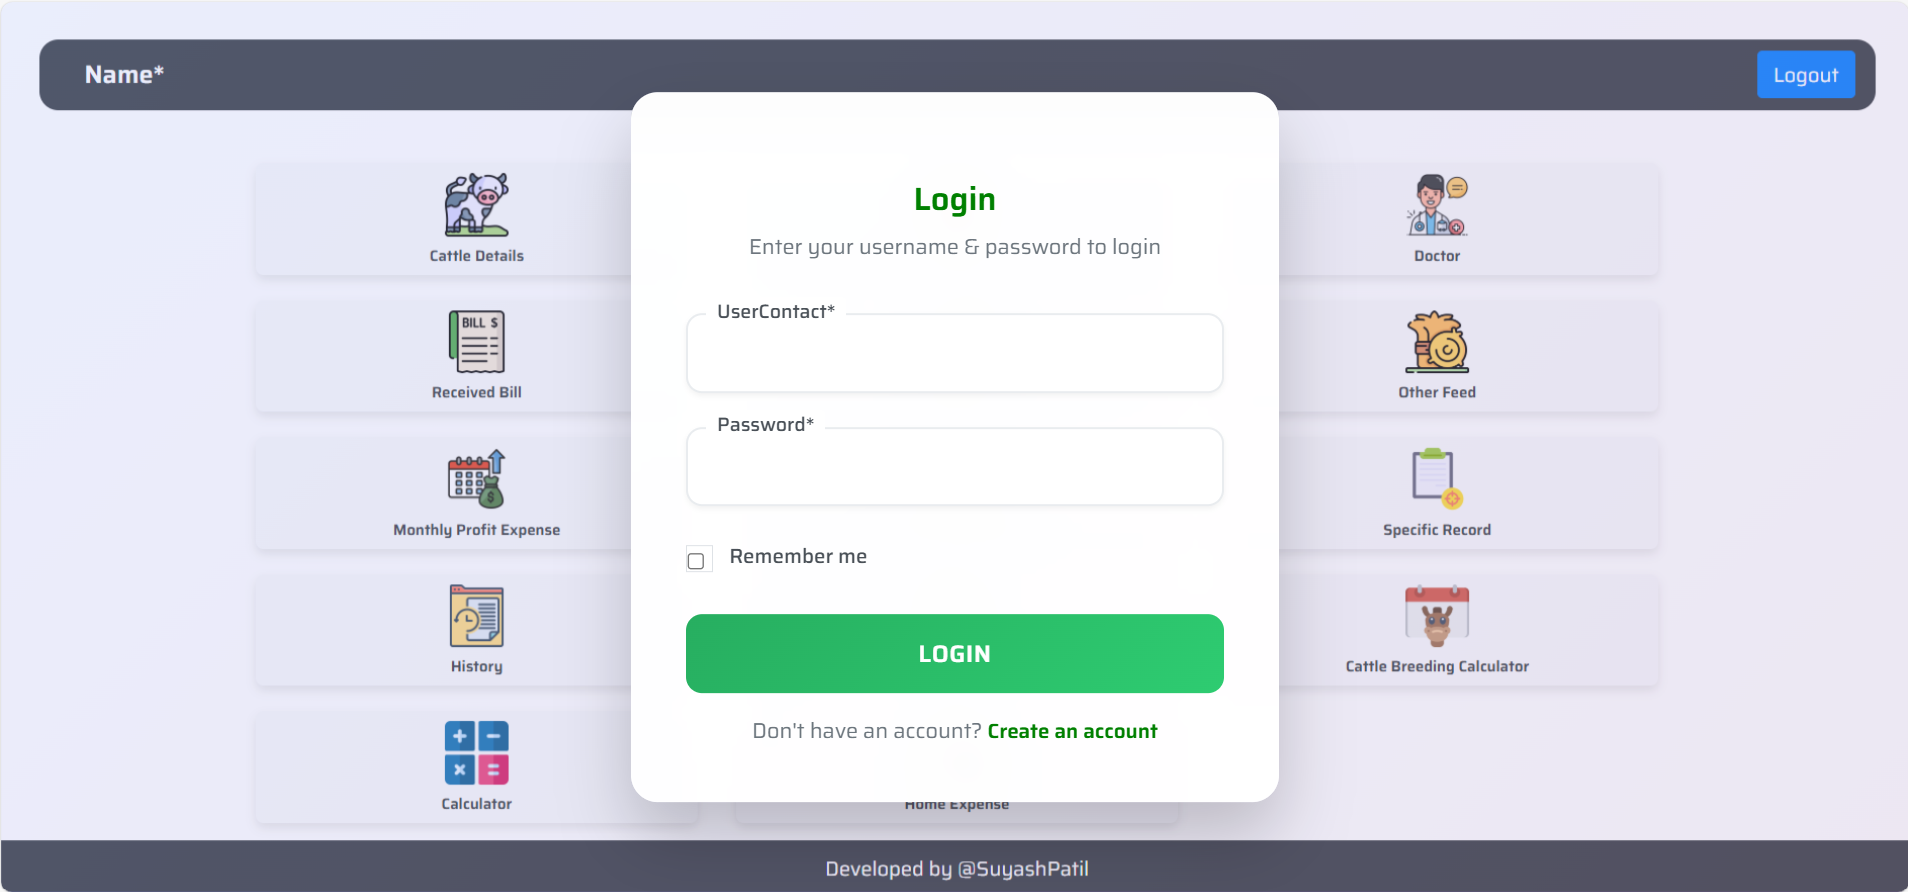 Name*
Logout
Login
Enter your username & password to login
UserContact*
Password*
Remember me
LOGIN
Don't have an account? Create an account
Cattle Details
Doctor
BILL $
Received Bill
Other Feed
$
Monthly Profit Expense
Specific Record
History
Cattle Breeding Calculator
Calculator
Home Expense
Developed by @SuyashPatil